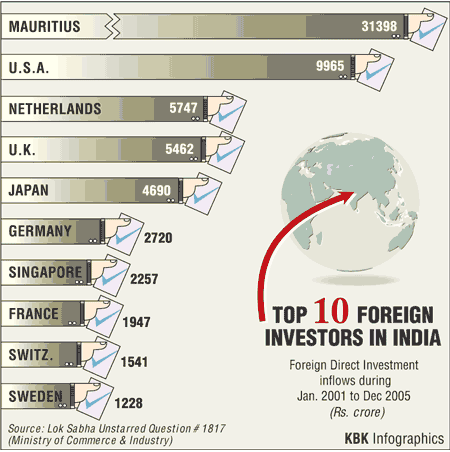 MAURITIUS 31398
U.S.A. 9965
NETHERLANDS 5747
U.K. 5462
JAPAN 4690
GERMANY 2720
SINGAPORE 2257
FRANCE 1947
SWITZ. 1541
SWEDEN 1228
TOP 10 FOREIGN
INVESTORS IN INDIA
Foreign Direct Investment
inflows during
Jan. 2001 to Dec 2005
(Rs. crore)
Source: Lok Sabha Unstarred Question # 1817
(Ministry of Commerce & Industry)
KBK Infographics